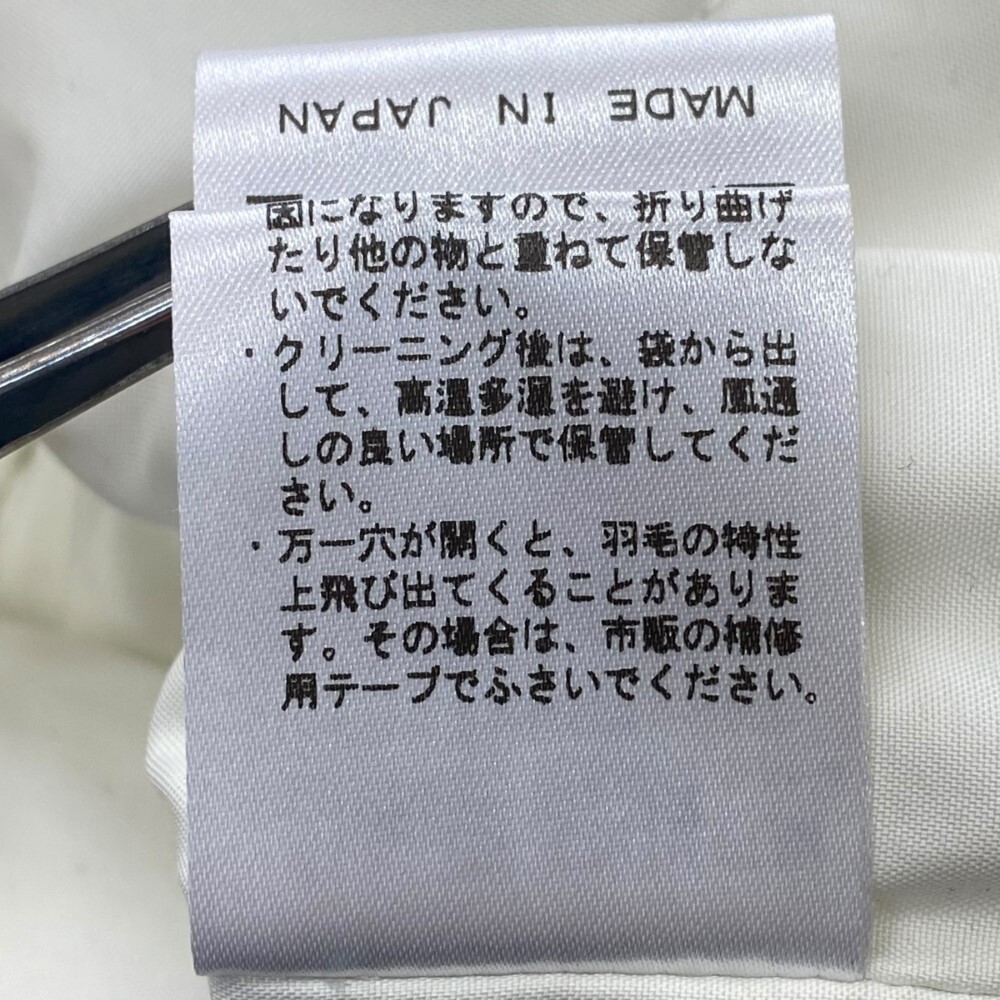 MADE IN JAPAN
因になりますので、折り曲げ
たり他の物と重ねて保管しな
いでください。
・クリーニング後は、袋から出
して、高温多湿を避け、風通
しの良い場所で保管してくだ
さい。
・万一穴が開くと、羽毛の特性
上飛び出てくることがありま
す。その場合は、市販の補修
用テープでふさいでください。